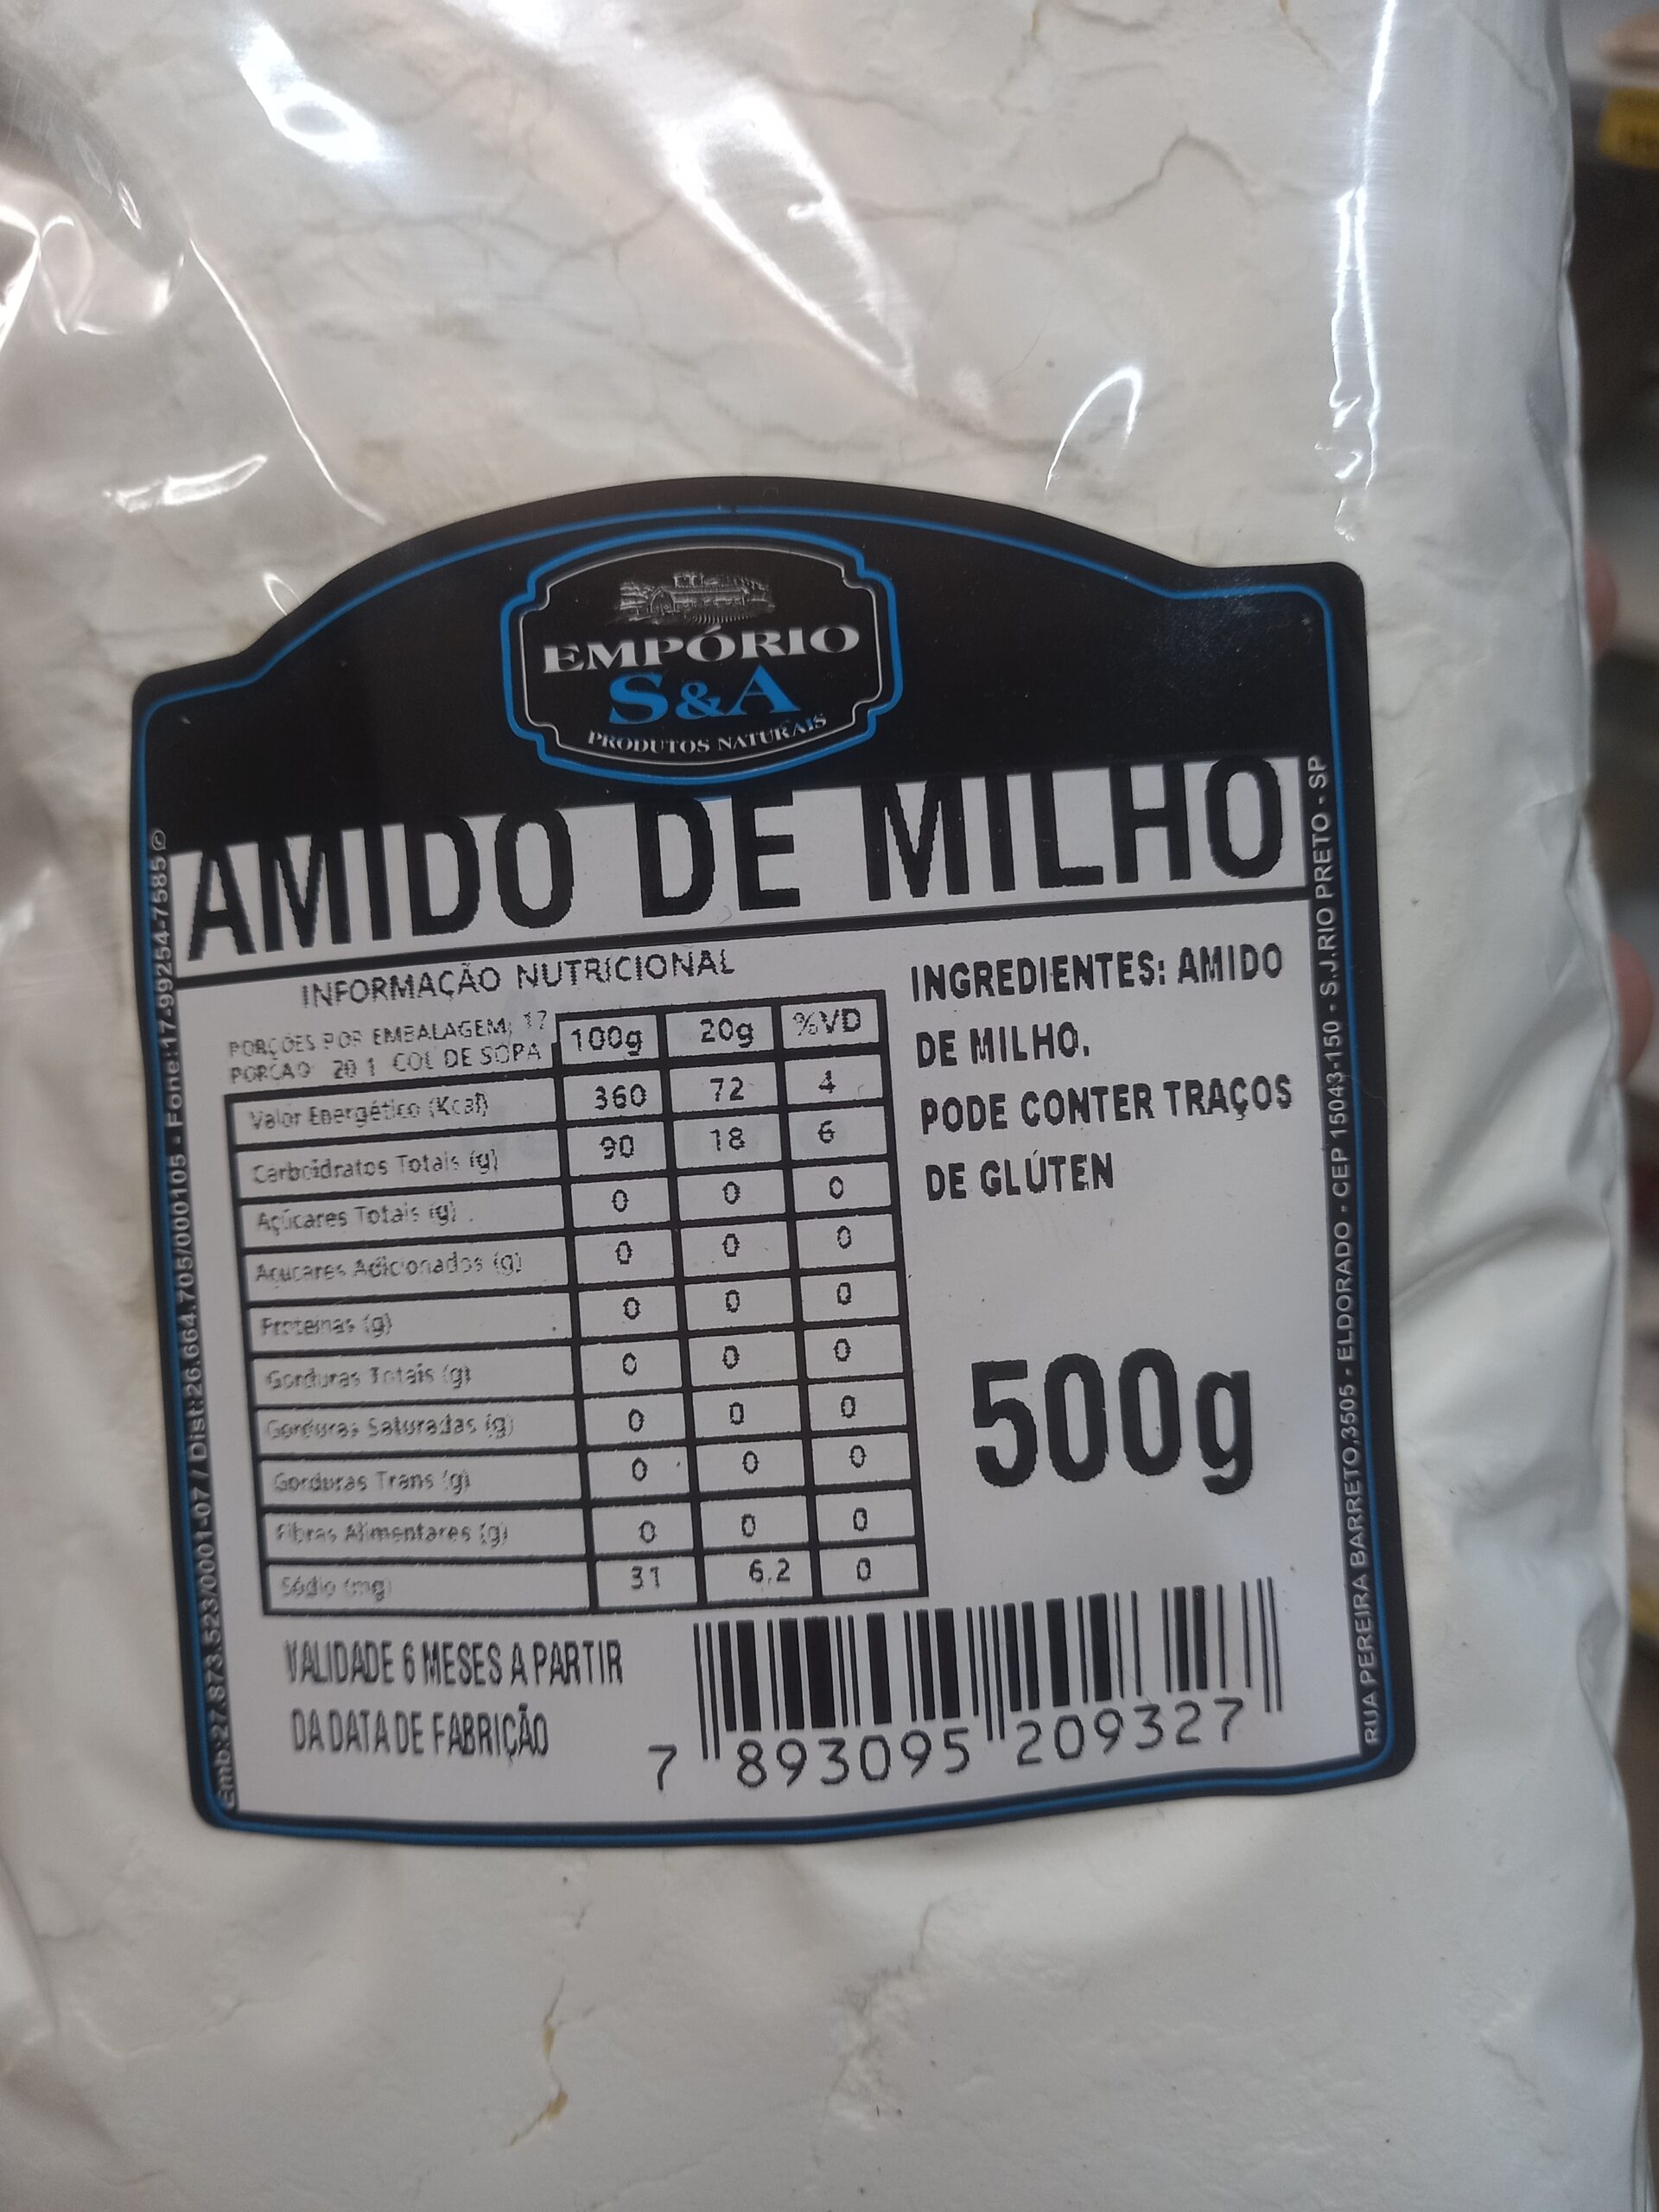 EMPÓRIO
S&A
PRODUTOS NATURAIS
AMIDO DE MILHO
INFORMAÇÃO NUTRICIONAL
PORÇÕES POR EMBALAGEM: 17
PORCAO 20 1 COL DE SOPA
100g 20g %VD
Valor Energético (Kcal) 360 72 4
Carboidratos Totais (g) 90 18 6
Açúcares Totais (g) 0 0 0
Açucares Adicionados (g) 0 0 0
Proteinas (g) 0 0 0
Gorduras Totais (g) 0 0 0
Gorduras Saturadas (g) 0 0 0
Gorduras Trans (g) 0 0 0
Fibras Alimentares (g) 0 0 0
Sódio (mg) 31 6,2 0
INGREDIENTES: AMIDO
DE MILHO.
PODE CONTER TRAÇOS
DE GLÚTEN
500g
VALIDADE 6 MESES A PARTIR
DA DATA DE FABRIÇÃO
7 893095 209327
Emb:27.873.523/0001-07 / Dist:26.664.705/000105 - Fone:17-99254-7585
RUA PEREIRA BARRETO,3505 - ELDORADO - CEP 15043-150 - S.J.RIO PRETO - SP